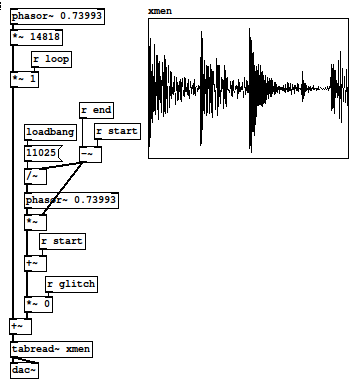 phasor~ 0.73993
xmen
*~ 14818
r loop
*~ 1
r end
loadbang
r start
11025
-~
/~
phasor~ 0.73993
*~
r start
+~
r glitch
*~ 0
+~
tabread~ xmen
dac~